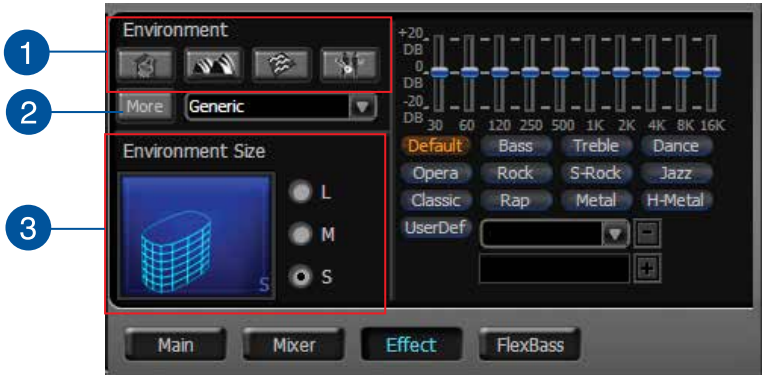 Environment
1
2
More Generic
Environment Size
3
L
M
S
S
+20
DB
0
DB
-20
DB
30 60 120 250 500 1K 2K 4K 8K 16K
Default Bass Treble Dance
Opera Rock S-Rock Jazz
Classic Rap Metal H-Metal
UserDef
Main Mixer Effect FlexBass